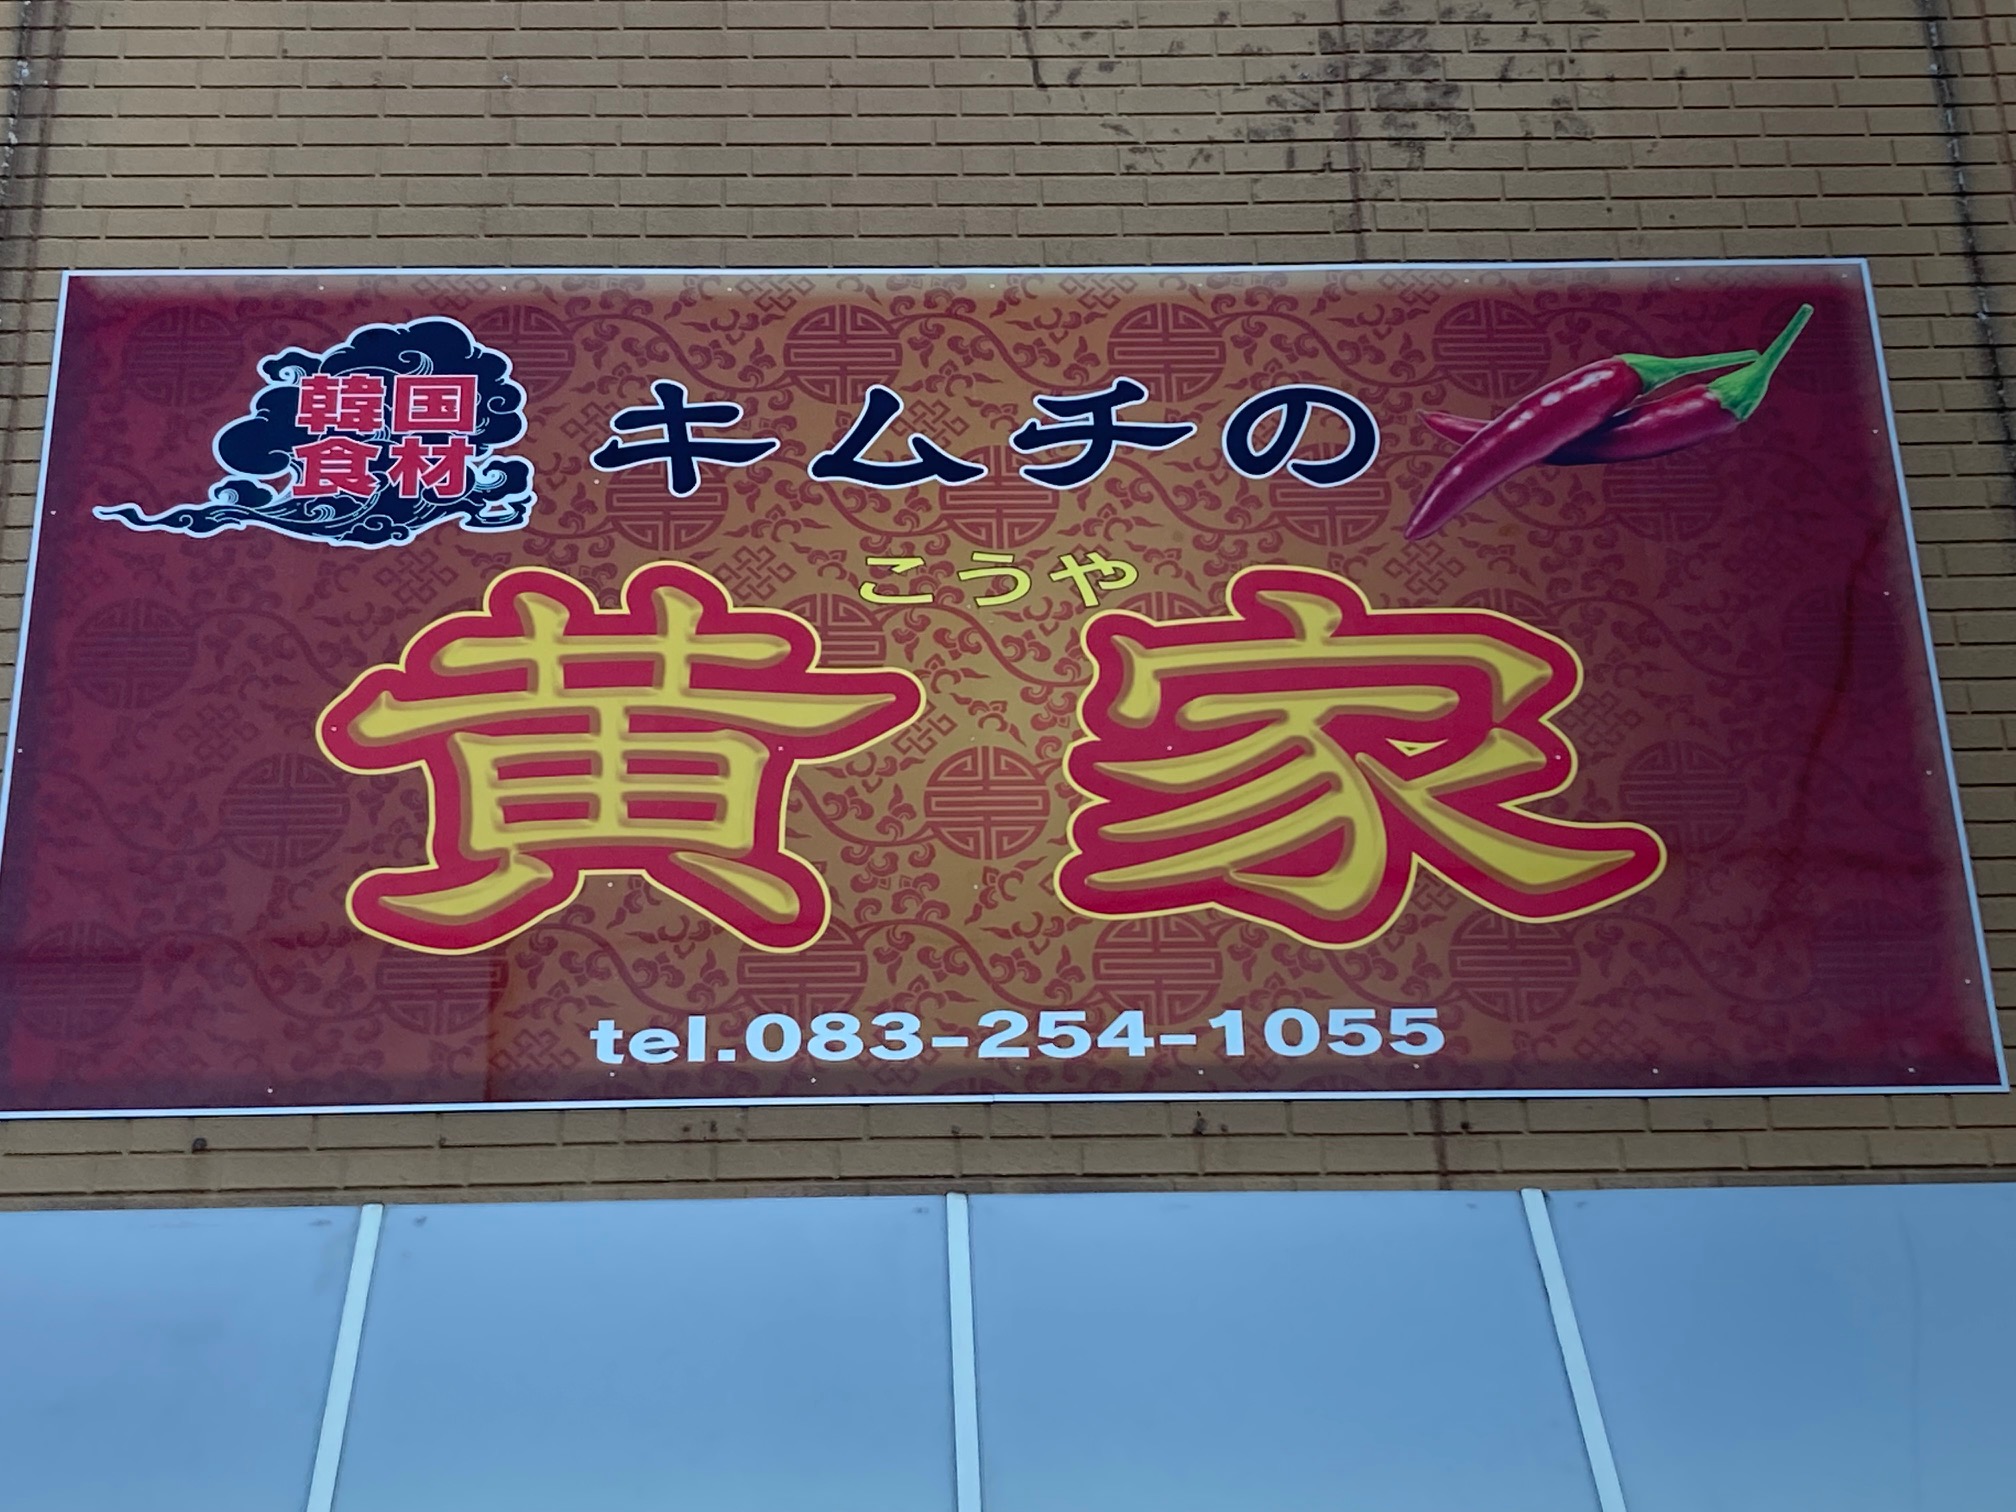 韓国
食材
キムチの
こうや
黄家
tel.083-254-1055